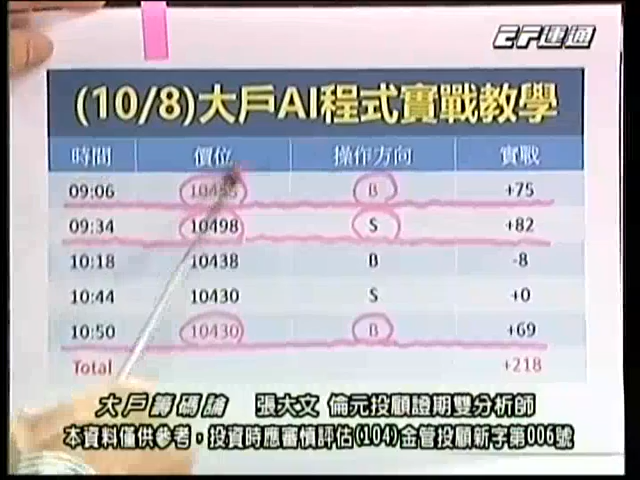 運通
(10/8)大戶AI程式實戰教學
時間 價位 操作方向 實戰
09:06 B +75
09:34 10498 S +82
10:18 10438 B -8
10:44 10430 S +0
10:50 10430 B +69
Total +218
大戶籌碼論 張大文 倫元投顧證期雙分析師
本資料僅供參考，投資時應審慎評估(104)金管投顧新字第006號